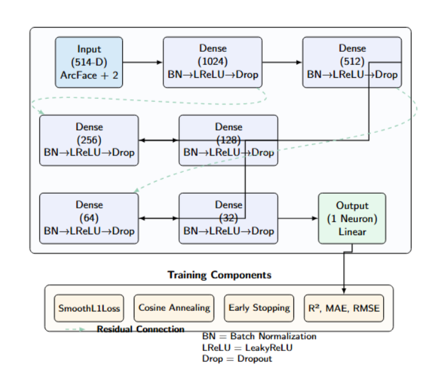 Input
(514-D)
ArcFace + 2
Dense
(1024)
BN→LReLU→Drop
Dense
(512)
BN→LReLU→Drop
Dense
(256)
BN→LReLU→Drop
Dense
(128)
BN→LReLU→Drop
Dense
(64)
BN→LReLU→Drop
Dense
(32)
BN→LReLU→Drop
Output
(1 Neuron)
Linear
Training Components
SmoothL1Loss
Cosine Annealing
Early Stopping
R², MAE, RMSE
Residual Connection
BN = Batch Normalization
LReLU = LeakyReLU
Drop = Dropout